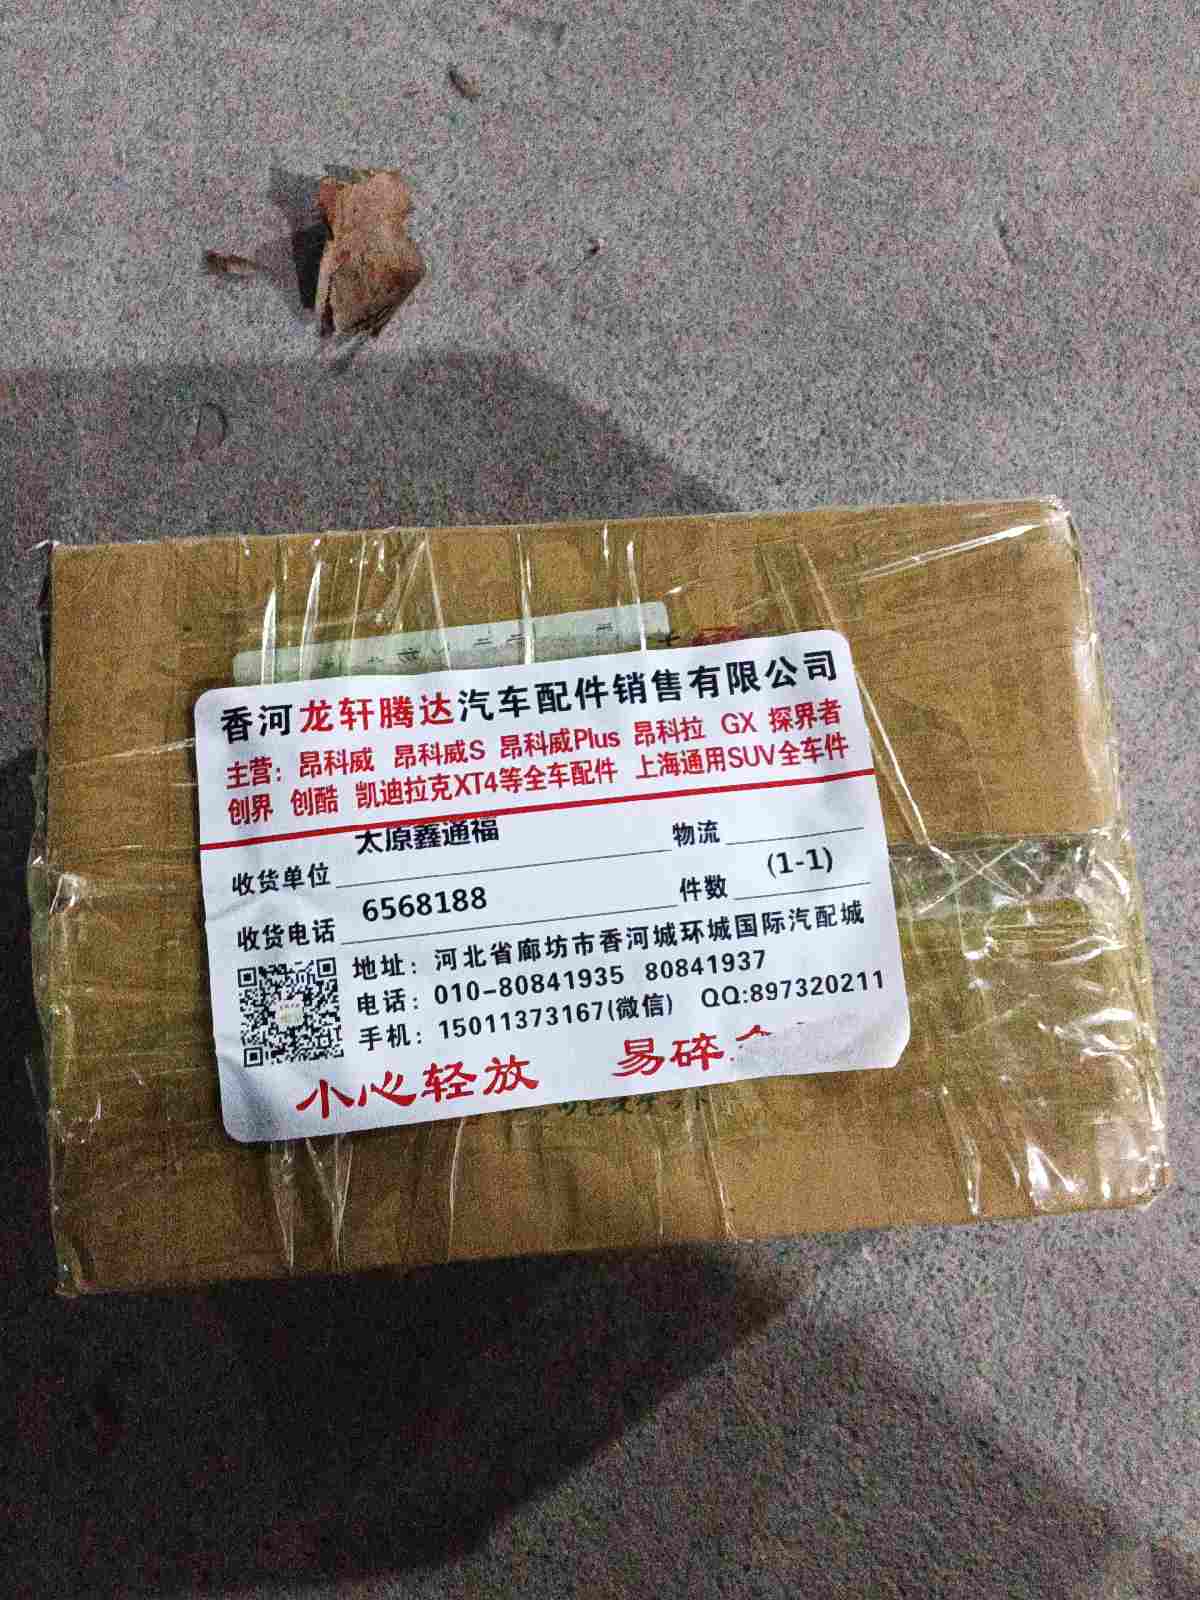 香河龙轩腾达汽车配件销售有限公司
主营：昂科威 昂科威S 昂科威Plus 昂科拉 GX 探界者
创界 创酷 凯迪拉克XT4等全车配件 上海通用SUV全车件
收货单位 太原鑫通福 物流
收货电话 6568188 件数 (1-1)
地址：河北省廊坊市香河城环城国际汽配城
电话：010-80841935 80841937
手机：15011373167(微信) QQ:897320211
小心轻放 易碎